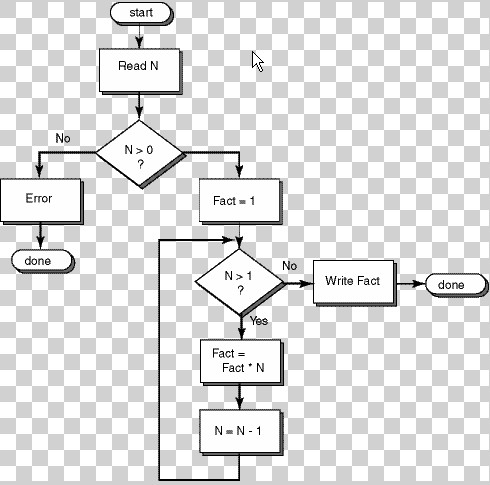 start
Read N
No
N > 0
?
Error
Fact = 1
done
N > 1
?
No
Write Fact
done
Yes
Fact =
Fact * N
N = N - 1